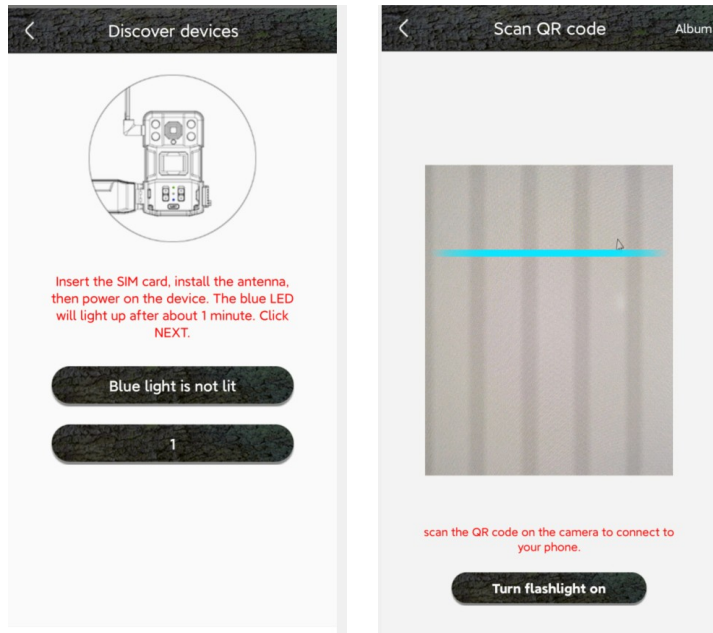 Discover devices
Insert the SIM card, install the antenna,
then power on the device. The blue LED
will light up after about 1 minute. Click
NEXT.
Blue light is not lit
1
Scan QR code
Album
scan the QR code on the camera to connect to
your phone.
Turn flashlight on